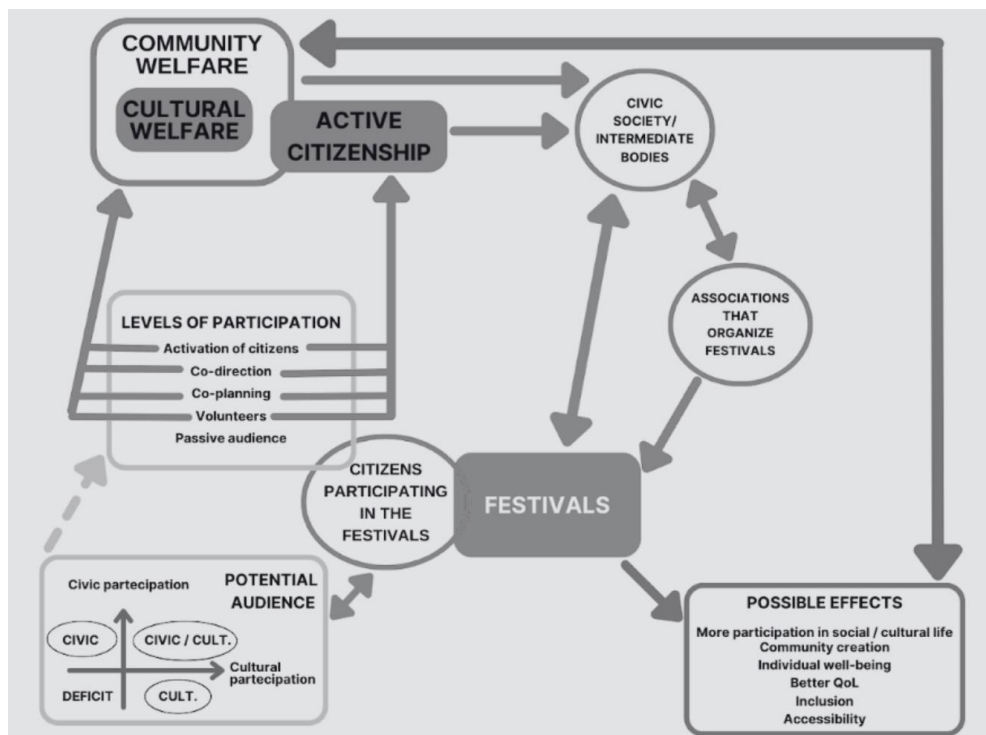 COMMUNITY
WELFARE
CULTURAL
WELFARE
ACTIVE
CITIZENSHIP
CIVIC
SOCIETY/
INTERMEDIATE
BODIES
ASSOCIATIONS
THAT
ORGANIZE
FESTIVALS
LEVELS OF PARTICIPATION
Activation of citizens
Co-direction
Co-planning
Volunteers
Passive audience
CITIZENS
PARTICIPATING
IN THE
FESTIVALS
FESTIVALS
Civic partecipation
POTENTIAL
AUDIENCE
CIVIC
CIVIC / CULT.
Cultural
partecipation
DEFICIT
CULT.
POSSIBLE EFFECTS
More participation in social / cultural life
Community creation
Individual well-being
Better QoL
Inclusion
Accessibility